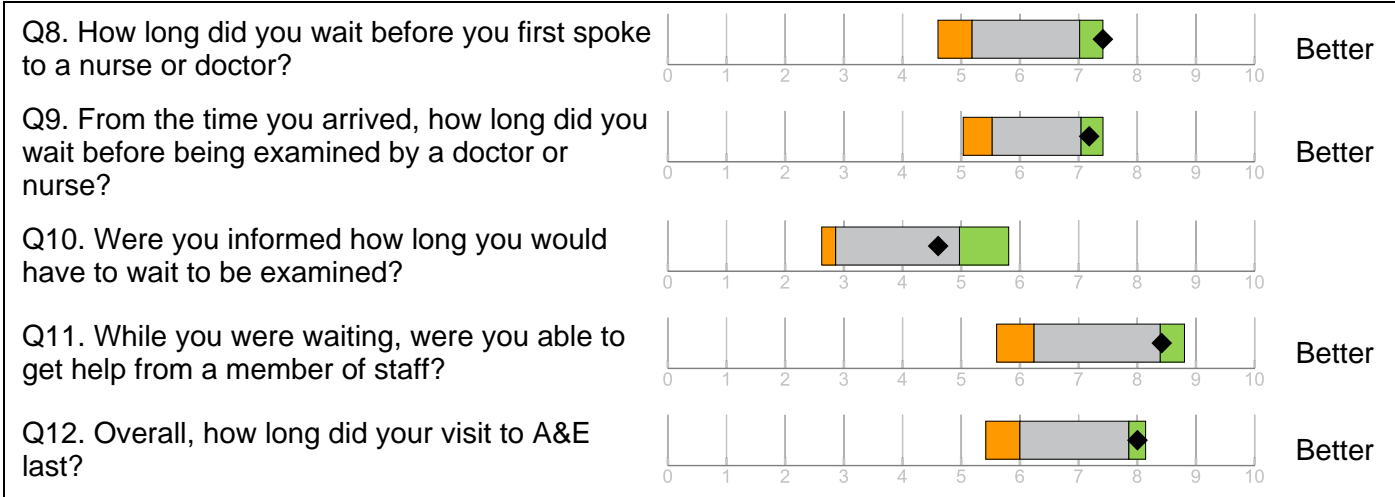 Q8. How long did you wait before you first spoke
to a nurse or doctor?
0 1 2 3 4 5 6 7 8 9 10
Better
Q9. From the time you arrived, how long did you
wait before being examined by a doctor or
nurse?
0 1 2 3 4 5 6 7 8 9 10
Better
Q10. Were you informed how long you would
have to wait to be examined?
0 1 2 3 4 5 6 7 8 9 10
Q11. While you were waiting, were you able to
get help from a member of staff?
0 1 2 3 4 5 6 7 8 9 10
Better
Q12. Overall, how long did your visit to A&E
last?
0 1 2 3 4 5 6 7 8 9 10
Better